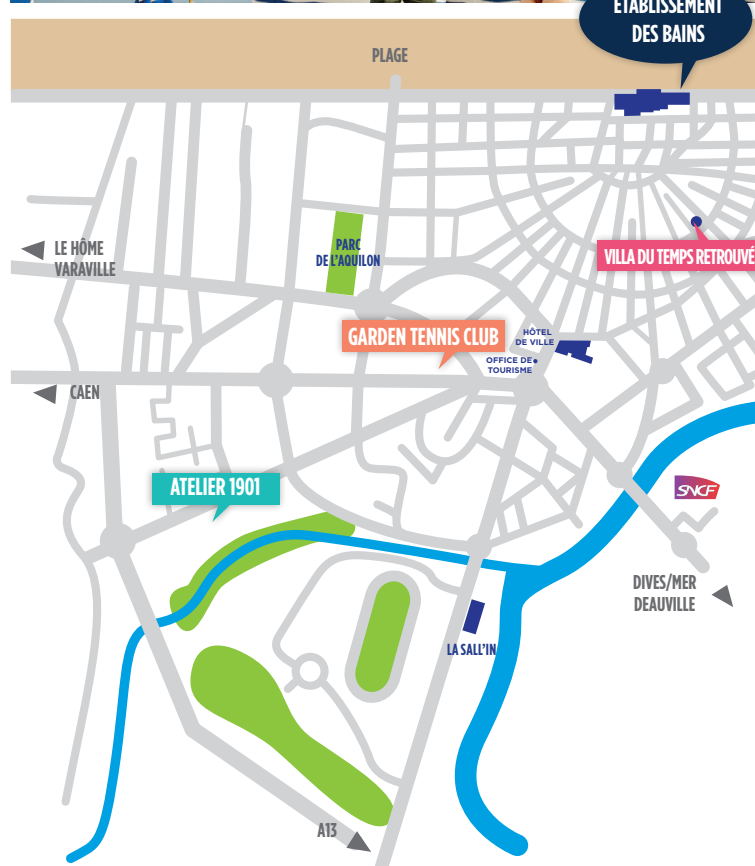 ÉTABLISSEMENT
DES BAINS
PLAGE
PARC
DE L'AQUILON
LE HÔME
VARAVILLE
VILLA DU TEMPS RETROUVÉ
GARDEN TENNIS CLUB
HÔTEL
DE VILLE
OFFICE DE
TOURISME
CAEN
ATELIER 1901
SNCF
DIVES/MER
DEAUVILLE
LA SALL'IN
A13